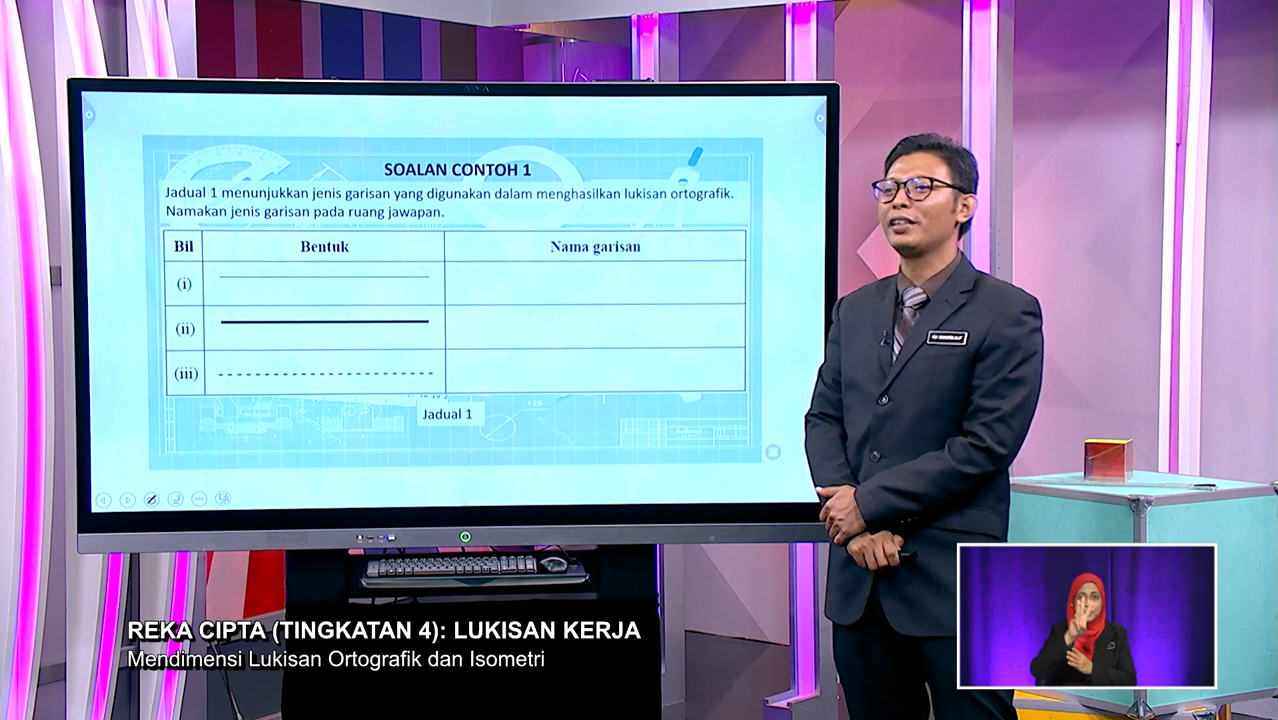 SOALAN CONTOH 1
Jadual 1 menunjukkan jenis garisan yang digunakan dalam menghasilkan lukisan ortografik.
Namakan jenis garisan pada ruang jawapan.
Bil Bentuk Nama garisan
(i)
(ii)
(iii)
Jadual 1
REKA CIPTA (TINGKATAN 4): LUKISAN KERJA
Mendimensi Lukisan Ortografik dan Isometri